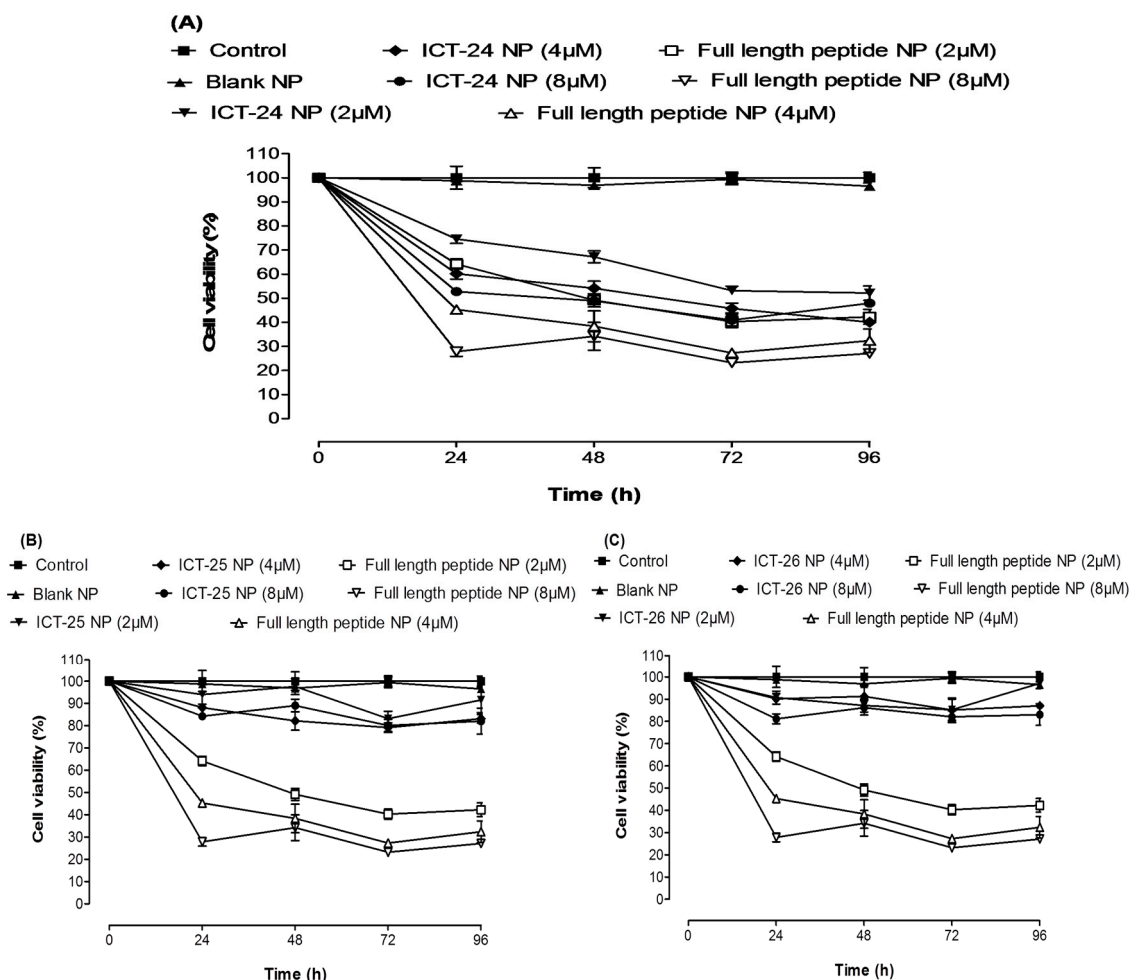 (A)
Control ICT-24 NP (4µM) Full length peptide NP (2µM)
Blank NP ICT-24 NP (8µM) Full length peptide NP (8µM)
ICT-24 NP (2µM) Full length peptide NP (4µM)
110
100
90
80
70
60
50
40
30
20
10
0
Cell viability (%)
0 24 48 72 96
Time (h)
(B)
Control ICT-25 NP (4µM) Full length peptide NP (2µM)
Blank NP ICT-25 NP (8µM) Full length peptide NP (8µM)
ICT-25 NP (2µM) Full length peptide NP (4µM)
110
100
90
80
70
60
50
40
30
20
10
0
Cell viability (%)
0 24 48 72 96
Time (h)
(C)
Control ICT-26 NP (4µM) Full length peptide NP (2µM)
Blank NP ICT-26 NP (8µM) Full length peptide NP (8µM)
ICT-26 NP (2µM) Full length peptide NP (4µM)
110
100
90
80
70
60
50
40
30
20
10
0
Cell viability (%)
0 24 48 72 96
Time (h)